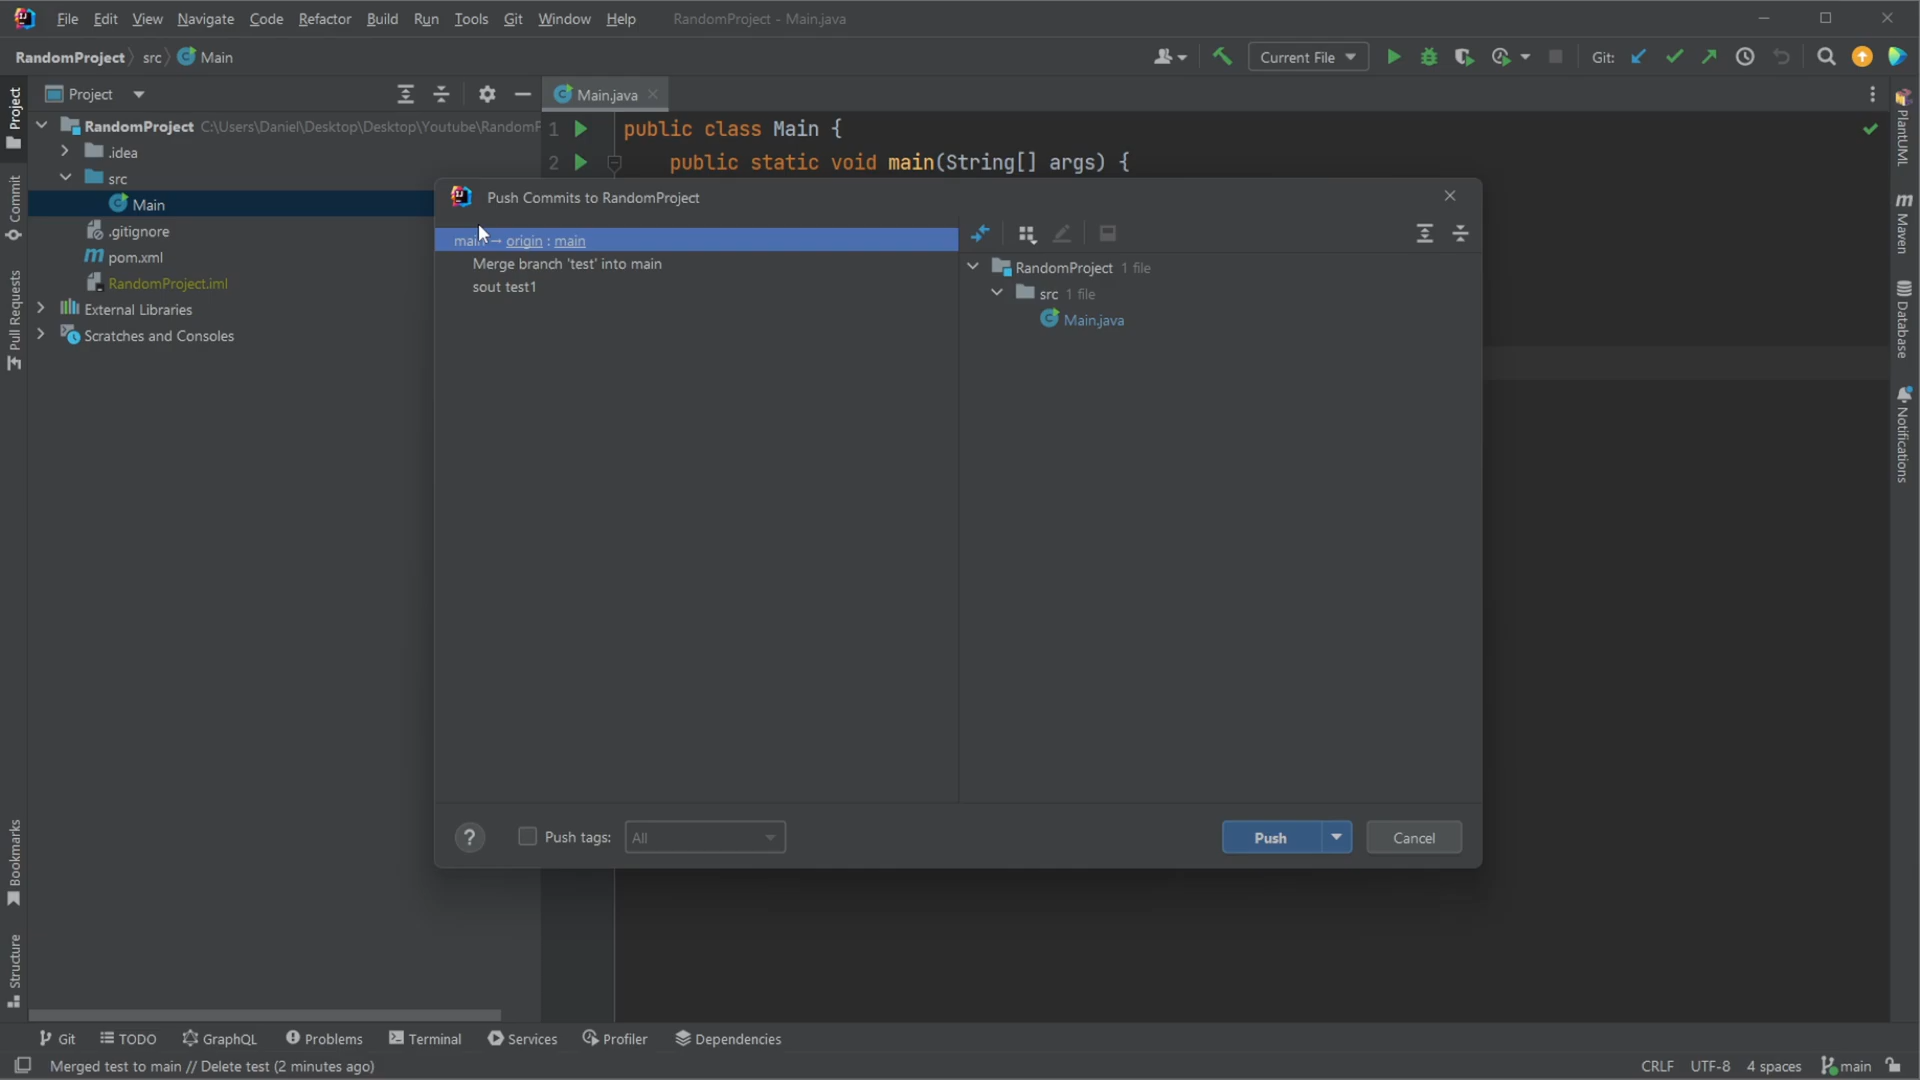 File Edit View Navigate Code Refactor Build Run Tools Git Window Help RandomProject - Main.java
RandomProject src Main Current File Git:
Project
Main.java
RandomProject C:\Users\Daniel\Desktop\Desktop\Youtube\RandomP
.idea
src
Main
.gitignore
pom.xml
RandomProject.iml
External Libraries
Scratches and Consoles
1 public class Main {
2 public static void main(String[] args) {
Push Commits to RandomProject
main → origin : main
Merge branch 'test' into main
sout test1
RandomProject 1 file
src 1 file
Main.java
? Push tags: All Push Cancel
Project
Commit
Pull Requests
Bookmarks
Structure
PlantUML
m Maven
Database
Notifications
Git TODO GraphQL Problems Terminal Services Profiler Dependencies
Merged test to main // Delete test (2 minutes ago) CRLF UTF-8 4 spaces main